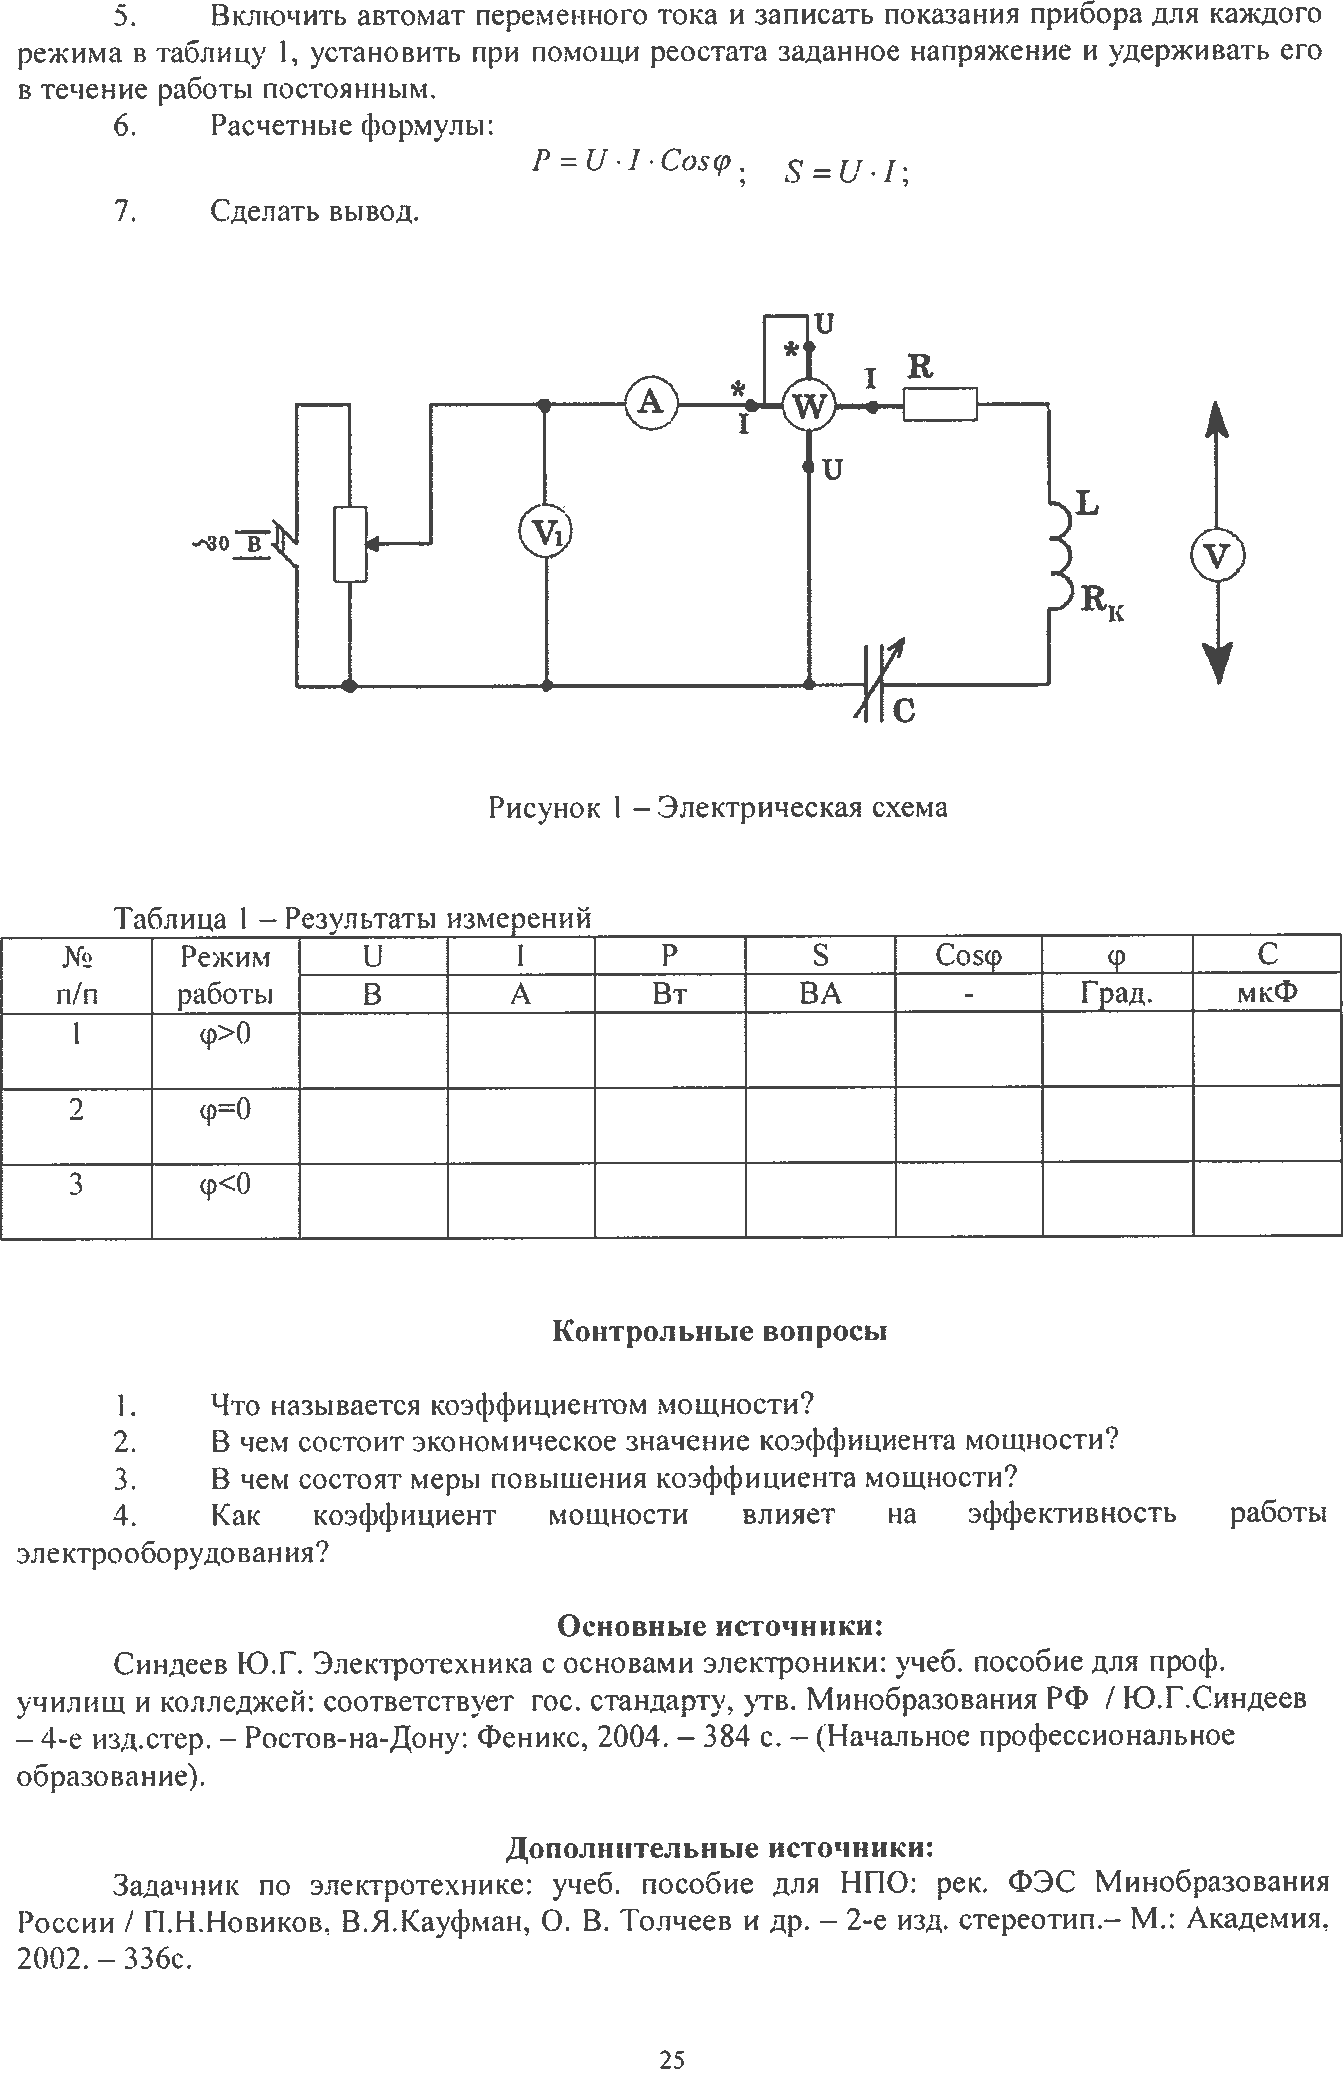 5. Включить автомат переменного тока и записать показания прибора для каждого
режима в таблицу 1, установить при помощи реостата заданное напряжение и удерживать его
в течение работы постоянным.
6. Расчетные формулы:
P = U · I · Cosφ; S = U · I;
7. Сделать вывод.
U
*
R
I
*
A
W
I
U
L
~30 В
V₁
V
R_K
C
Рисунок 1 – Электрическая схема
Таблица 1 – Результаты измерений
№ Режим U I P S Cosφ φ C
п/п работы В А Вт ВА - Град. мкФ
1 φ>0
2 φ=0
3 φ<0
Контрольные вопросы
1. Что называется коэффициентом мощности?
2. В чем состоит экономическое значение коэффициента мощности?
3. В чем состоят меры повышения коэффициента мощности?
4. Как коэффициент мощности влияет на эффективность работы
электрооборудования?
Основные источники:
Синдеев Ю.Г. Электротехника с основами электроники: учеб. пособие для проф.
училищ и колледжей: соответствует гос. стандарту, утв. Минобразования РФ / Ю.Г.Синдеев
– 4-е изд.стер. – Ростов-на-Дону: Феникс, 2004. – 384 с. – (Начальное профессиональное
образование).
Дополнительные источники:
Задачник по электротехнике: учеб. пособие для НПО: рек. ФЭС Минобразования
России / П.Н.Новиков, В.Я.Кауфман, О. В. Толчеев и др. – 2-е изд. стереотип.– М.: Академия,
2002. – 336с.
25